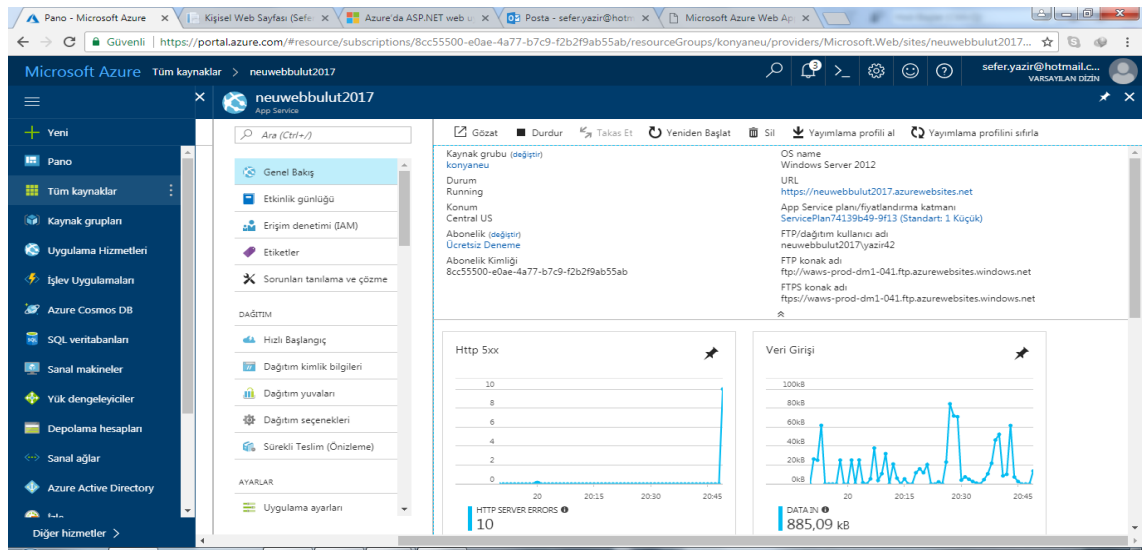 Pano - Microsoft Azure
Kişisel Web Sayfası (Sefe
Azure'da ASP.NET web u
Posta - sefer.yazir@hotm
Microsoft Azure Web Ap
Güvenli
https://portal.azure.com/#resource/subscriptions/8cc55500-e0ae-4a77-b7c9-f2b2f9ab55ab/resourceGroups/konyaneu/providers/Microsoft.Web/sites/neuwebbulut2017...
Microsoft Azure Tüm kaynaklar > neuwebbulut2017
3
sefer.yazir@hotmail.c...
VARSAYILAN DİZİN
neuwebbulut2017
App Service
Yeni
Pano
Tüm kaynaklar
Kaynak grupları
Uygulama Hizmetleri
İşlev Uygulamaları
Azure Cosmos DB
SQL veritabanları
Sanal makineler
Yük dengeleyiciler
Depolama hesapları
Sanal ağlar
Azure Active Directory
Diğer hizmetler >
Ara (Ctrl+/)
Genel Bakış
Etkinlik günlüğü
Erişim denetimi (IAM)
Etiketler
Sorunları tanılama ve çözme
DAĞITIM
Hızlı Başlangıç
Dağıtım kimlik bilgileri
Dağıtım yuvaları
Dağıtım seçenekleri
Sürekli Teslim (Önizleme)
AYARLAR
Uygulama ayarları
Gözat Durdur Takas Et Yeniden Başlat Sil Yayımlama profili al Yayımlama profilini sıfırla
Kaynak grubu (değiştir)
konyaneu
Durum
Running
Konum
Central US
Abonelik (değiştir)
Ücretsiz Deneme
Abonelik Kimliği
8cc55500-e0ae-4a77-b7c9-f2b2f9ab55ab
OS name
Windows Server 2012
URL
https://neuwebbulut2017.azurewebsites.net
App Service planı/fiyatlandırma katmanı
ServicePlan74139b49-9f13 (Standart: 1 Küçük)
FTP/dağıtım kullanıcı adı
neuwebbulut2017\yazir42
FTP konak adı
ftp://waws-prod-dm1-041.ftp.azurewebsites.windows.net
FTPS konak adı
ftps://waws-prod-dm1-041.ftp.azurewebsites.windows.net
Http 5xx
10
8
6
4
2
0
20 20:15 20:30 20:45
HTTP SERVER ERRORS
10
Veri Girişi
100kB
80kB
60kB
40kB
20kB
0kB
20 20:15 20:30 20:45
DATA IN
885,09 kB